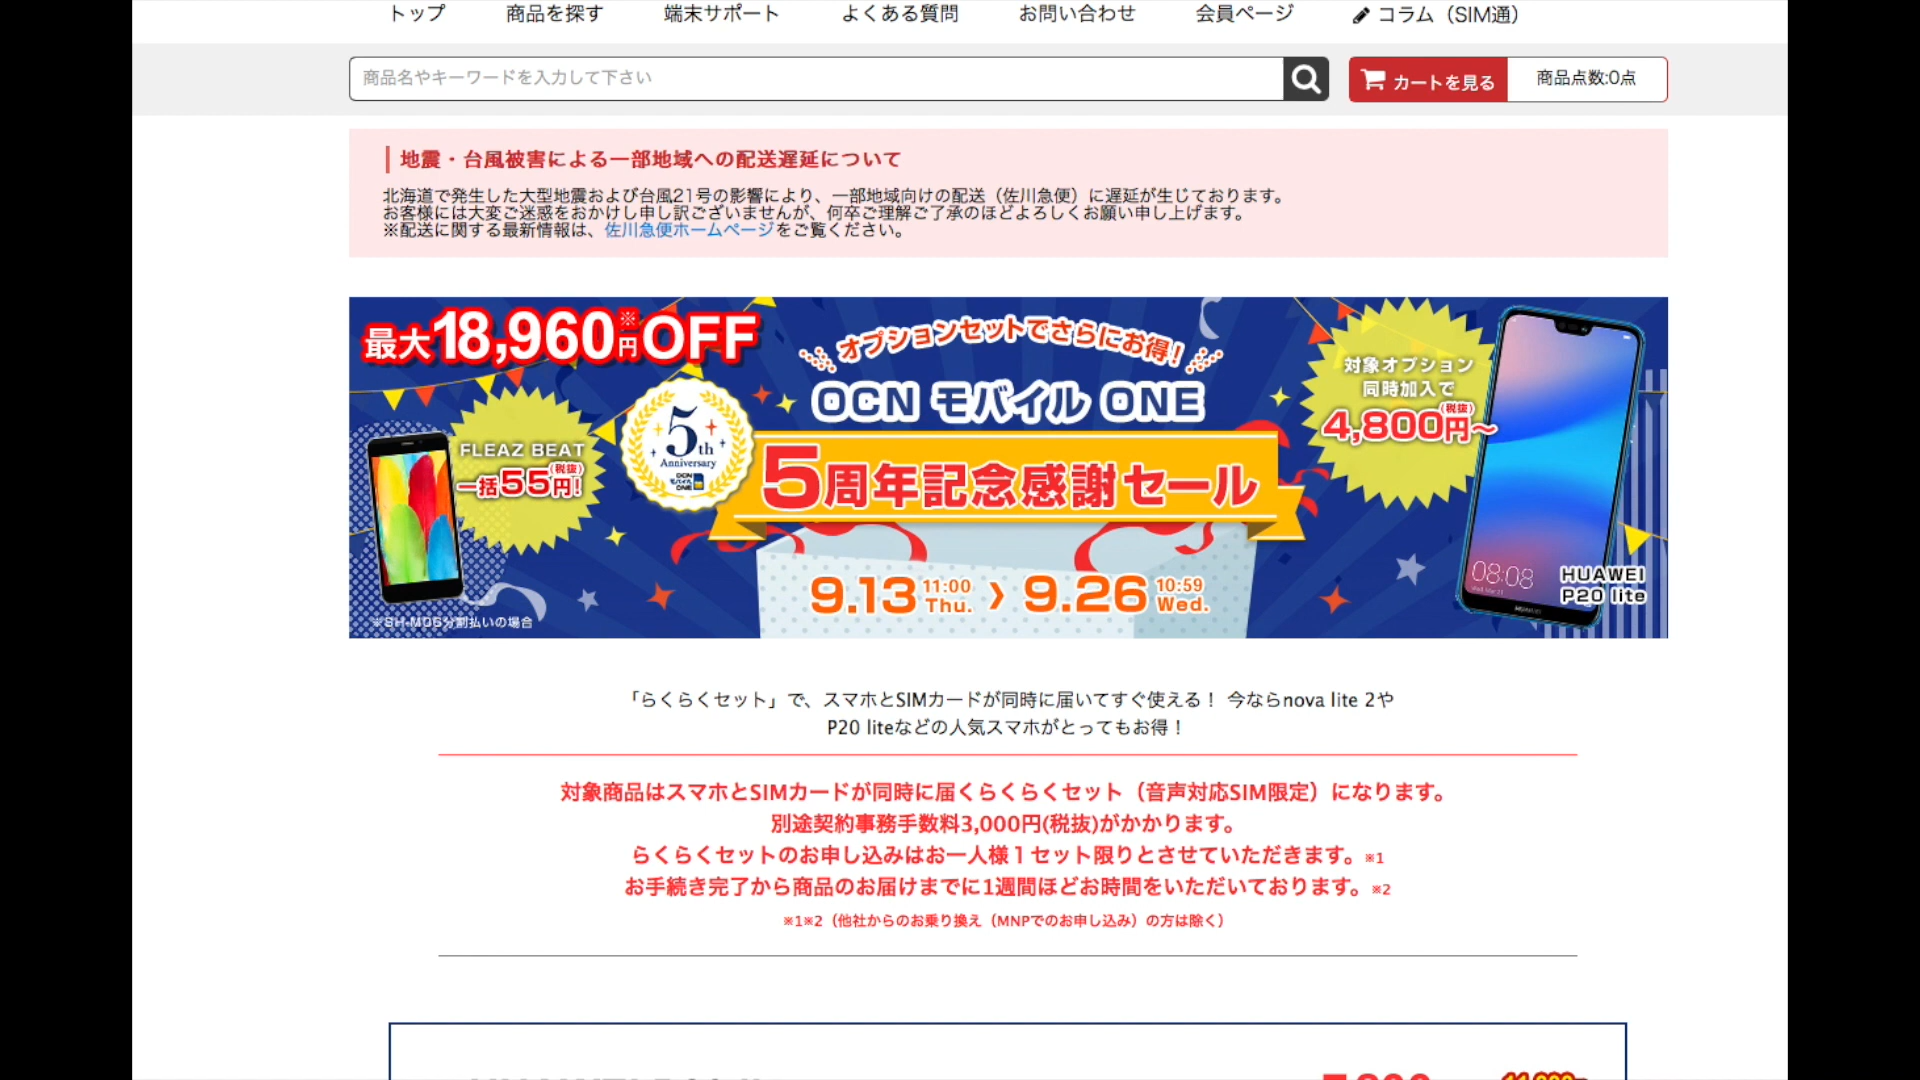 トップ 商品を探す 端末サポート よくある質問 お問い合わせ 会員ページ コラム（SIM通）
商品名やキーワードを入力して下さい カートを見る 商品点数:0点
地震・台風被害による一部地域への配送遅延について
北海道で発生した大型地震および台風21号の影響により、一部地域向けの配送（佐川急便）に遅延が生じております。
お客様には大変ご迷惑をおかけし申し訳ございませんが、何卒ご理解ご了承のほどよろしくお願い申し上げます。
※配送に関する最新情報は、佐川急便ホームページをご覧ください。
最大18,960円※OFF
オプションセットでさらにお得！
OCN モバイル ONE
5th
Anniversary
OCN
モバイル
ONE
5周年記念感謝セール
9.13 11:00 Thu. 9.26 10:59 Wed.
FLEAZ BEAT
一括55円!(税抜)
※SH-M06分割払いの場合
対象オプション
同時加入で
4,800円～(税抜)
08:08
HUAWEI
HUAWEI
P20 lite
「らくらくセット」で、スマホとSIMカードが同時に届いてすぐ使える！ 今ならnova lite 2や
P20 liteなどの人気スマホがとってもお得！
対象商品はスマホとSIMカードが同時に届くらくらくセット（音声対応SIM限定）になります。
別途契約事務手数料3,000円(税抜)がかかります。
らくらくセットのお申し込みはお一人様１セット限りとさせていただきます。※1
お手続き完了から商品のお届けまでに1週間ほどお時間をいただいております。※2
※1※2（他社からのお乗り換え（MNPでのお申し込み）の方は除く）